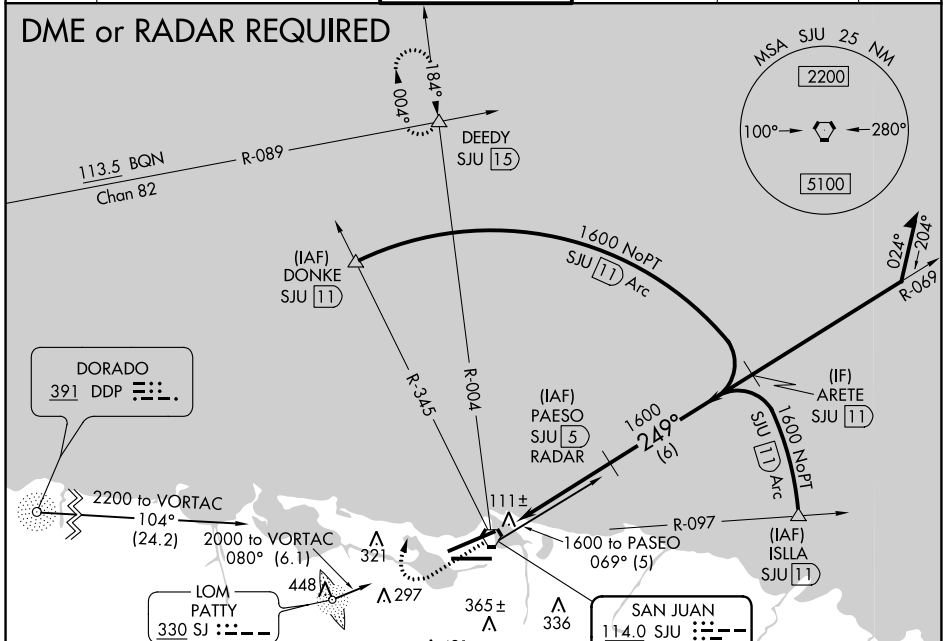 DME or RADAR REQUIRED
MSA SJU 25 NM
2200
100°
280°
5100
184°
004°
DEEDY
SJU 15
113.5 BQN
Chan 82
R-089
1600 NoPT
SJU 11 Arc
(IAF)
DONKE
SJU 11
024°
204°
R-069
DORADO
391 DDP
R-345
R-004
(IAF)
PAESO
SJU 5
RADAR
1600
249°
(6)
(IF)
ARETE
SJU 11
1600 NoPT
SJU 11 Arc
2200 to VORTAC
104°
(24.2)
2000 to VORTAC
080° (6.1)
321
111±
R-097
1600 to PASEO
069° (5)
(IAF)
ISLLA
SJU 11
LOM
PATTY
330 SJ
448
297
365±
336
SAN JUAN
114.0 SJU